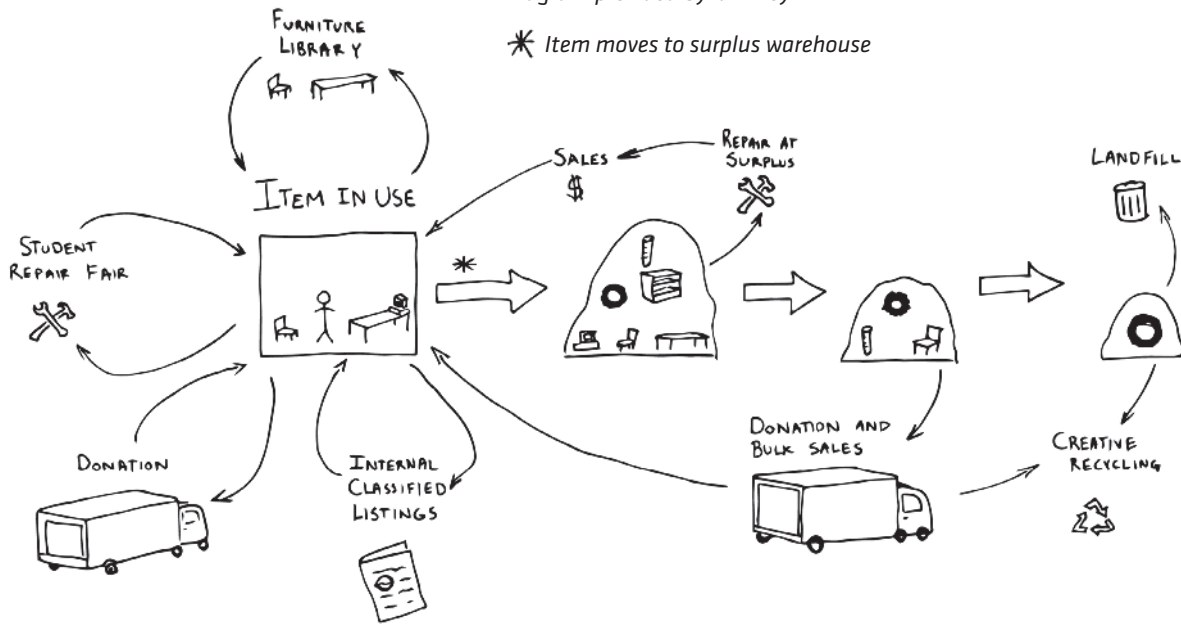 * Item moves to surplus warehouse
FURNITURE
LIBRARY
SALES
$
REPAIR AT
SURPLUS
LANDFILL
ITEM IN USE
*
STUDENT
REPAIR FAIR
DONATION
INTERNAL
CLASSIFIED
LISTINGS
DONATION AND
BULK SALES
CREATIVE
RECYCLING